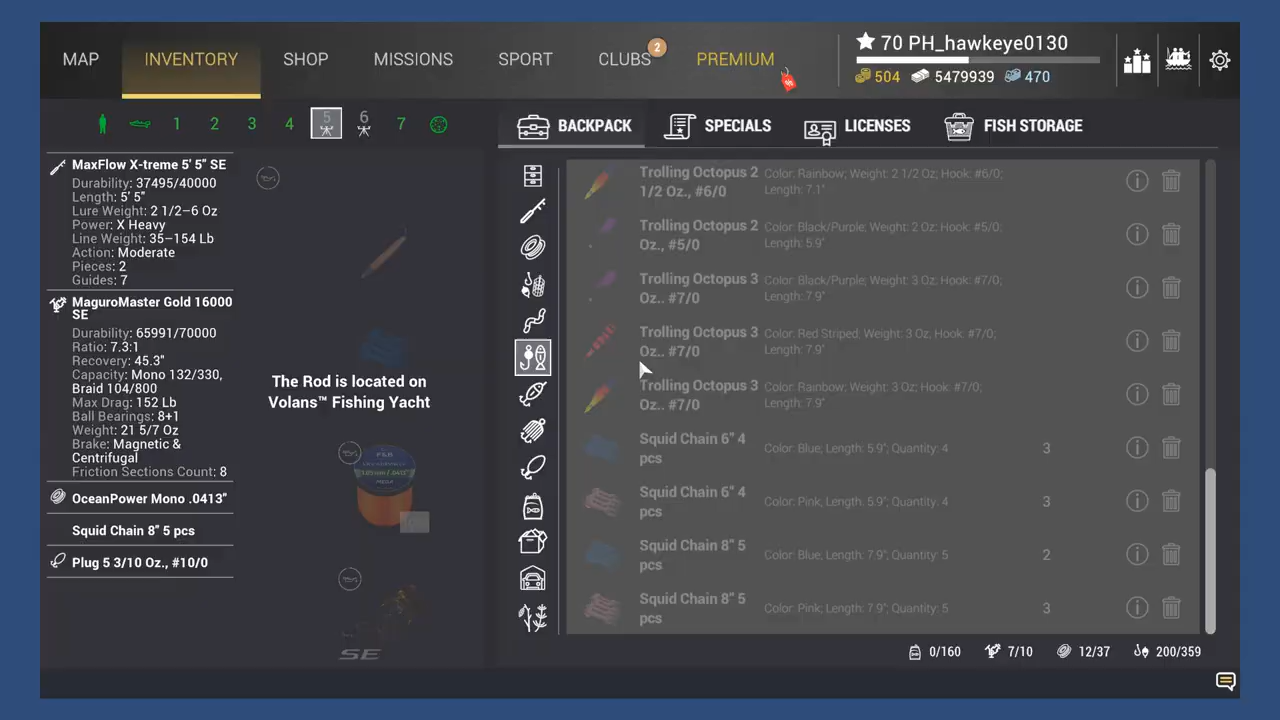 MAP INVENTORY SHOP MISSIONS SPORT CLUBS 2 PREMIUM
70 PH_hawkeye0130
504 5479939 470
1 2 3 4 5 6 7
BACKPACK SPECIALS LICENSES FISH STORAGE
MaxFlow X-treme 5' 5" SE
Durability: 37495/40000
Length: 5' 5"
Lure Weight: 2 1/2–6 Oz
Power: X Heavy
Line Weight: 35–154 Lb
Action: Moderate
Pieces: 2
Guides: 7
MaguroMaster Gold 16000
SE
Durability: 65991/70000
Ratio: 7.3:1
Recovery: 45.3"
Capacity: Mono 132/330,
Braid 104/800
Max Drag: 152 Lb
Ball Bearings: 8+1
Weight: 21 5/7 Oz
Brake: Magnetic &
Centrifugal
Friction Sections Count: 8
OceanPower Mono .0413"
Squid Chain 8" 5 pcs
Plug 5 3/10 Oz., #10/0
The Rod is located on
Volans™ Fishing Yacht
SE
Trolling Octopus 2
1/2 Oz., #6/0
Color: Rainbow; Weight: 2 1/2 Oz; Hook: #6/0;
Length: 7.1"
Trolling Octopus 2
Oz., #5/0
Color: Black/Purple; Weight: 2 Oz; Hook: #5/0;
Length: 5.9"
Trolling Octopus 3
Oz.. #7/0
Color: Black/Purple; Weight: 3 Oz; Hook: #7/0;
Length: 7.9"
Trolling Octopus 3
Oz.. #7/0
Color: Red Striped; Weight: 3 Oz; Hook: #7/0;
Length: 7.9"
Trolling Octopus 3
Oz.. #7/0
Color: Rainbow; Weight: 3 Oz; Hook: #7/0;
Length: 7.9"
Squid Chain 6" 4
pcs
Color: Blue, Length: 5.9"; Quantity: 4
3
Squid Chain 6" 4
pcs
Color: Pink, Length: 5.9"; Quantity: 4
3
Squid Chain 8" 5
pcs
Color: Blue; Length: 7.9"; Quantity: 5
2
Squid Chain 8" 5
pcs
Color: Pink; Length: 7.9"; Quantity: 5
3
0/160 7/10 12/37 200/359